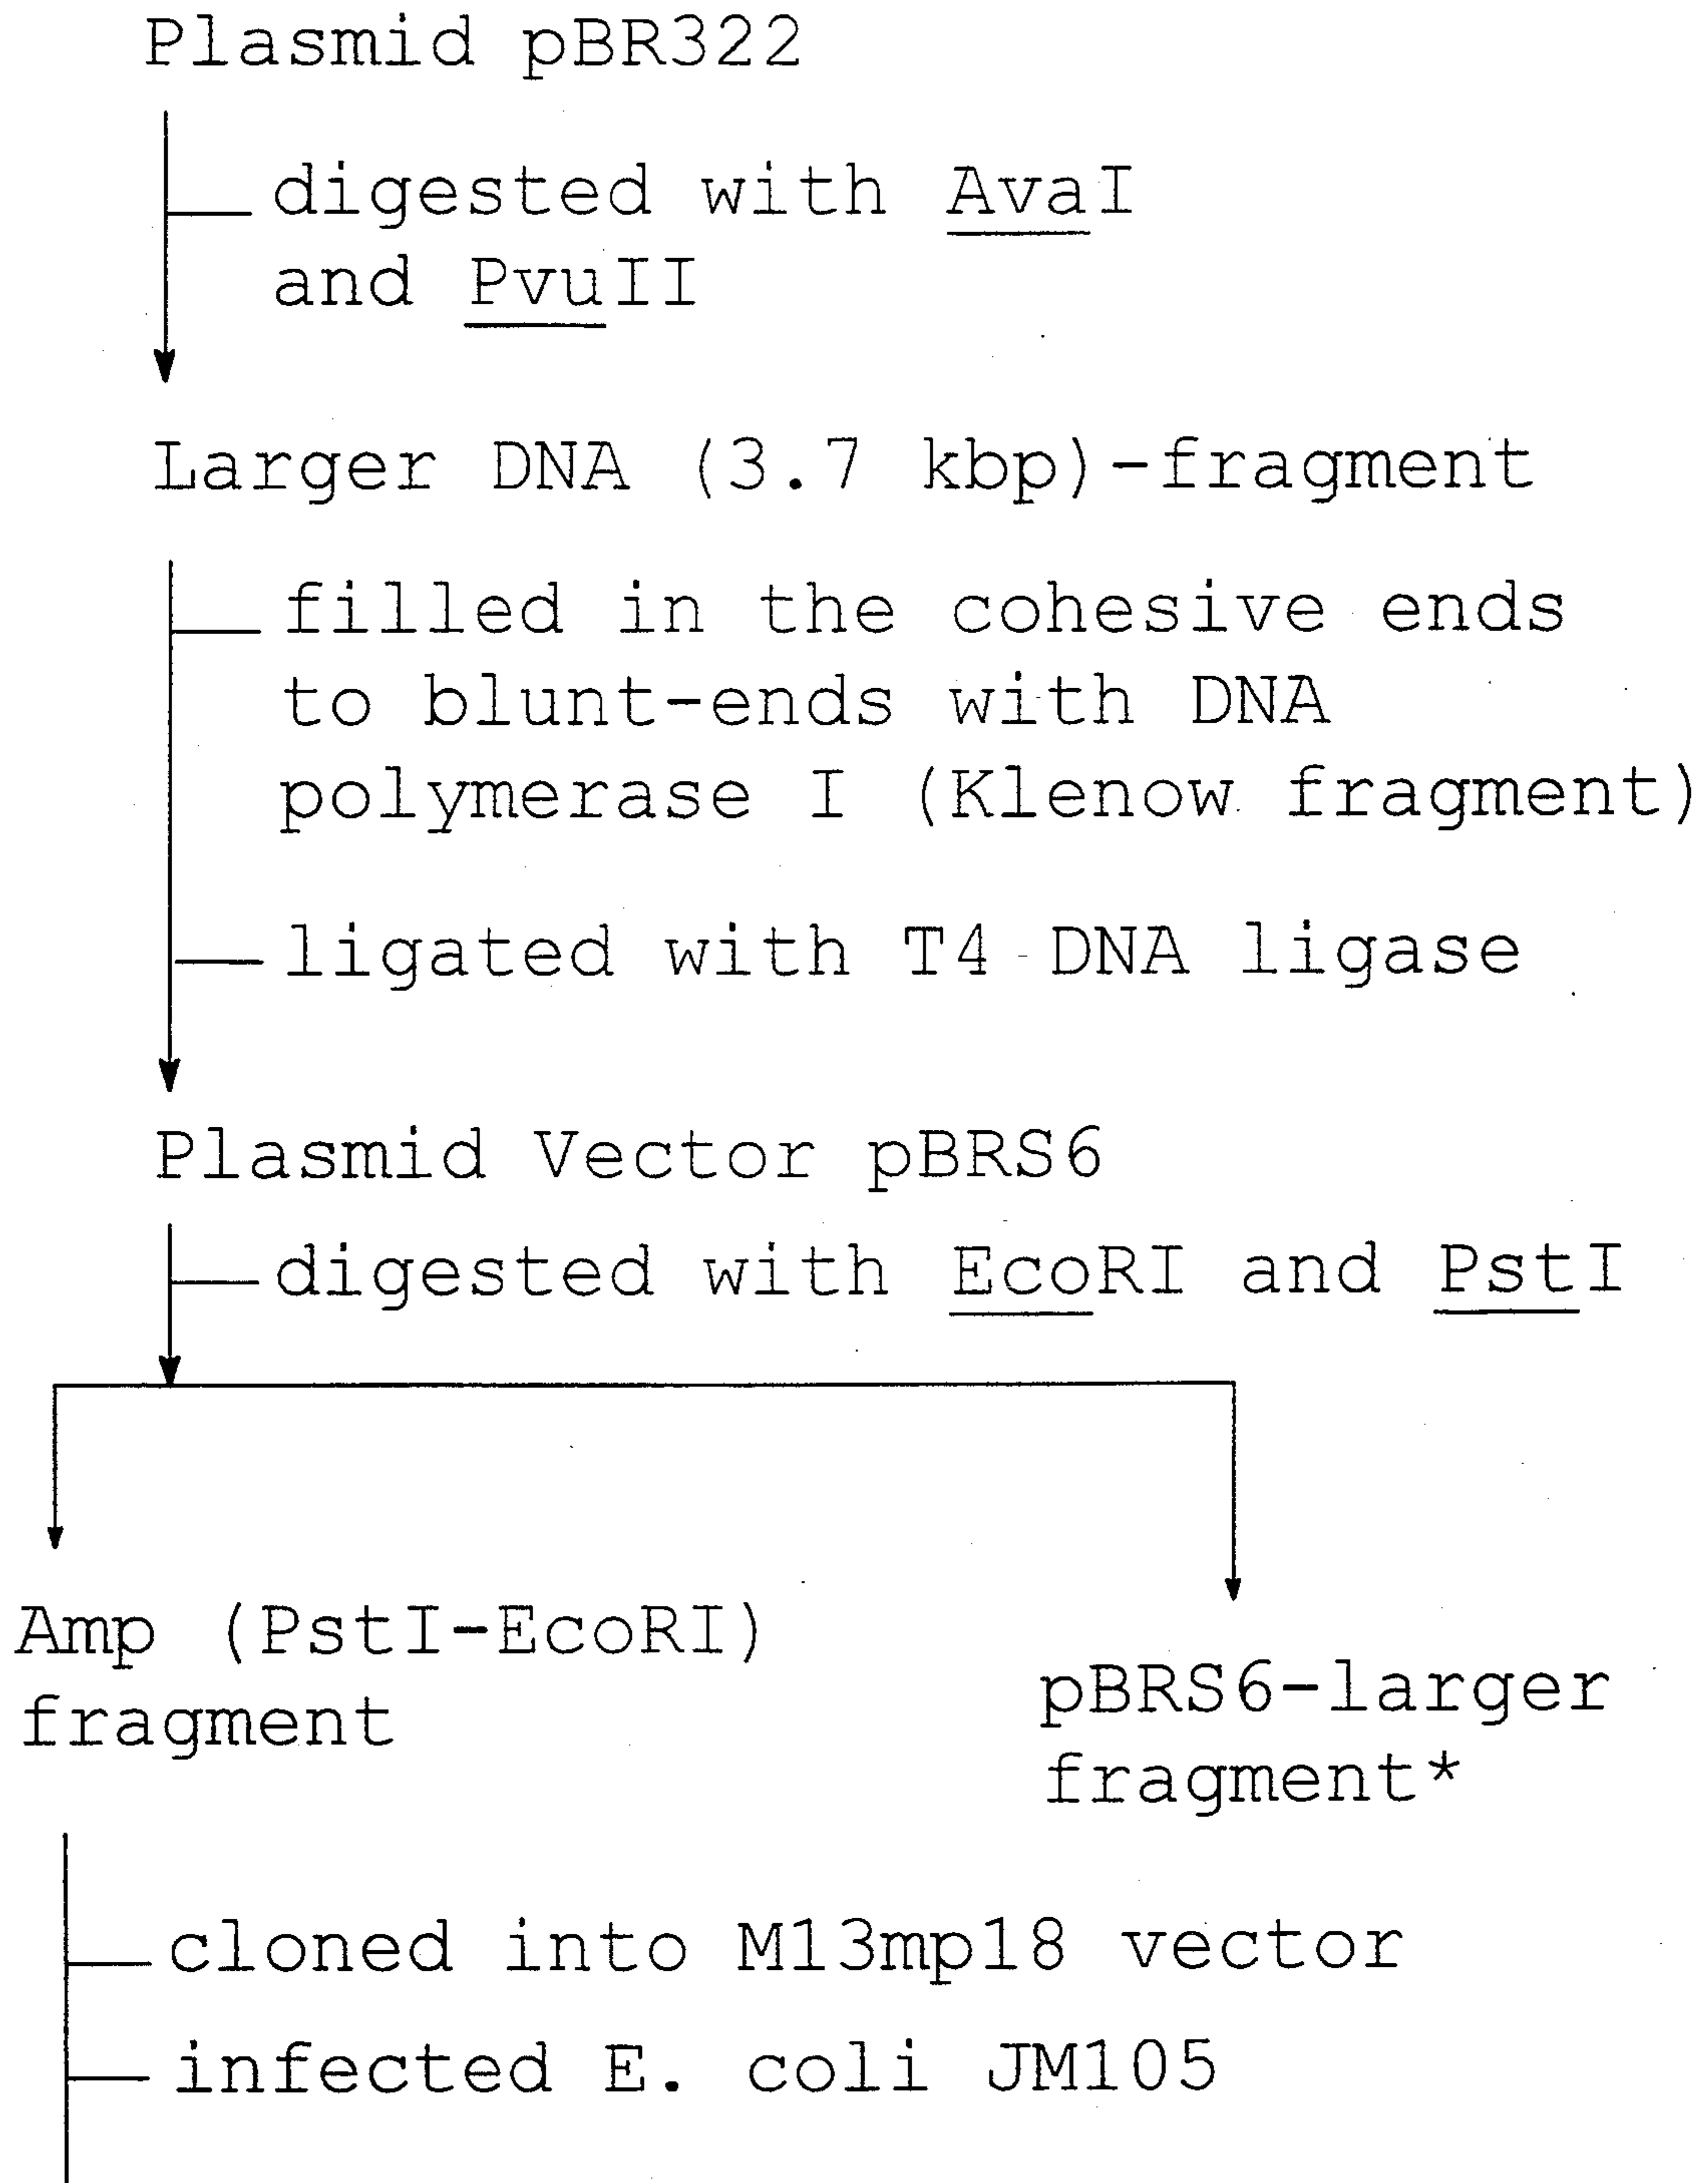 Plasmid pBR322
digested with AvaI
and PvuII
Larger DNA (3.7 kbp)-fragment
filled in the cohesive ends
to blunt-ends with DNA
polymerase I (Klenow fragment)
ligated with T4 DNA ligase
Plasmid Vector pBRS6
digested with EcoRI and PstI
Amp (PstI-EcoRI)
fragment
pBRS6-larger
fragment*
cloned into M13mp18 vector
infected E. coli JM105